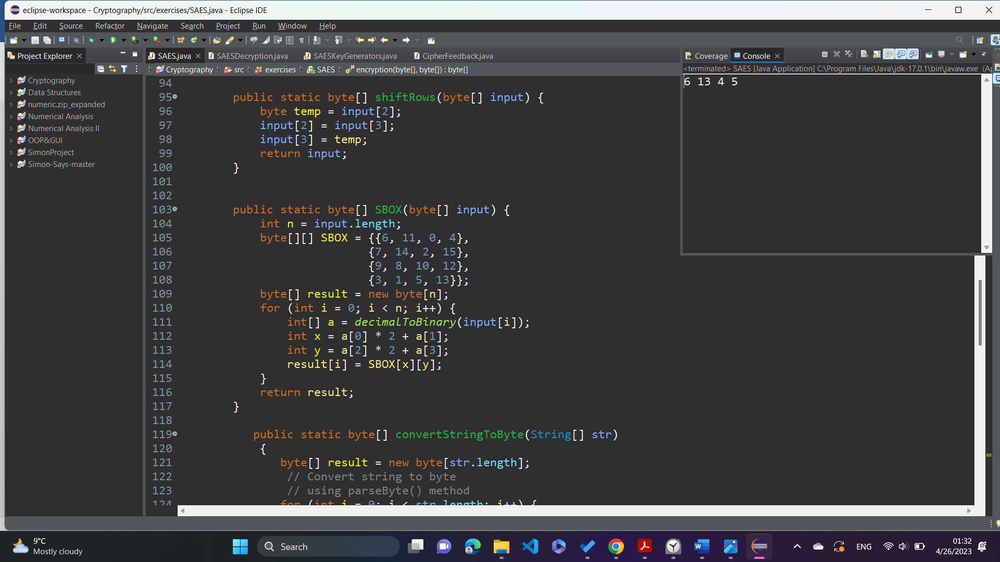 eclipse-workspace - Cryptography/src/exercises/SAES.java - Eclipse IDE
File Edit Source Refactor Navigate Search Project Run Window Help
Project Explorer
Cryptography
Data Structures
numeric.zip_expanded
Numerical Analysis
Numerical Analysis II
OOP&GUI
SimonProject
Simon-Says-master
SAES.java SAESDecryption.java SAESKeyGenerators.java CipherFeedback.java
Cryptography src exercises SAES encryption(byte[], byte[]) : byte[]
94
95 public static byte[] shiftRows(byte[] input) {
96 byte temp = input[2];
97 input[2] = input[3];
98 input[3] = temp;
99 return input;
100 }
101
102
103 public static byte[] SBOX(byte[] input) {
104 int n = input.length;
105 byte[][] SBOX = {{6, 11, 0, 4},
106 {7, 14, 2, 15},
107 {9, 8, 10, 12},
108 {3, 1, 5, 13}};
109 byte[] result = new byte[n];
110 for (int i = 0; i < n; i++) {
111 int[] a = decimalToBinary(input[i]);
112 int x = a[0] * 2 + a[1];
113 int y = a[2] * 2 + a[3];
114 result[i] = SBOX[x][y];
115 }
116 return result;
117 }
118
119 public static byte[] convertStringToByte(String[] str)
120 {
121 byte[] result = new byte[str.length];
122 // Convert string to byte
123 // using parseByte() method
124 for (int i = 0; i < str.length; i++) {
Coverage Console
<terminated> SAES [Java Application] C:\Program Files\Java\jdk-17.0.1\bin\javaw.exe (Ap
6 13 4 5
9°C
Mostly cloudy
Search
ENG
01:32
4/26/2023